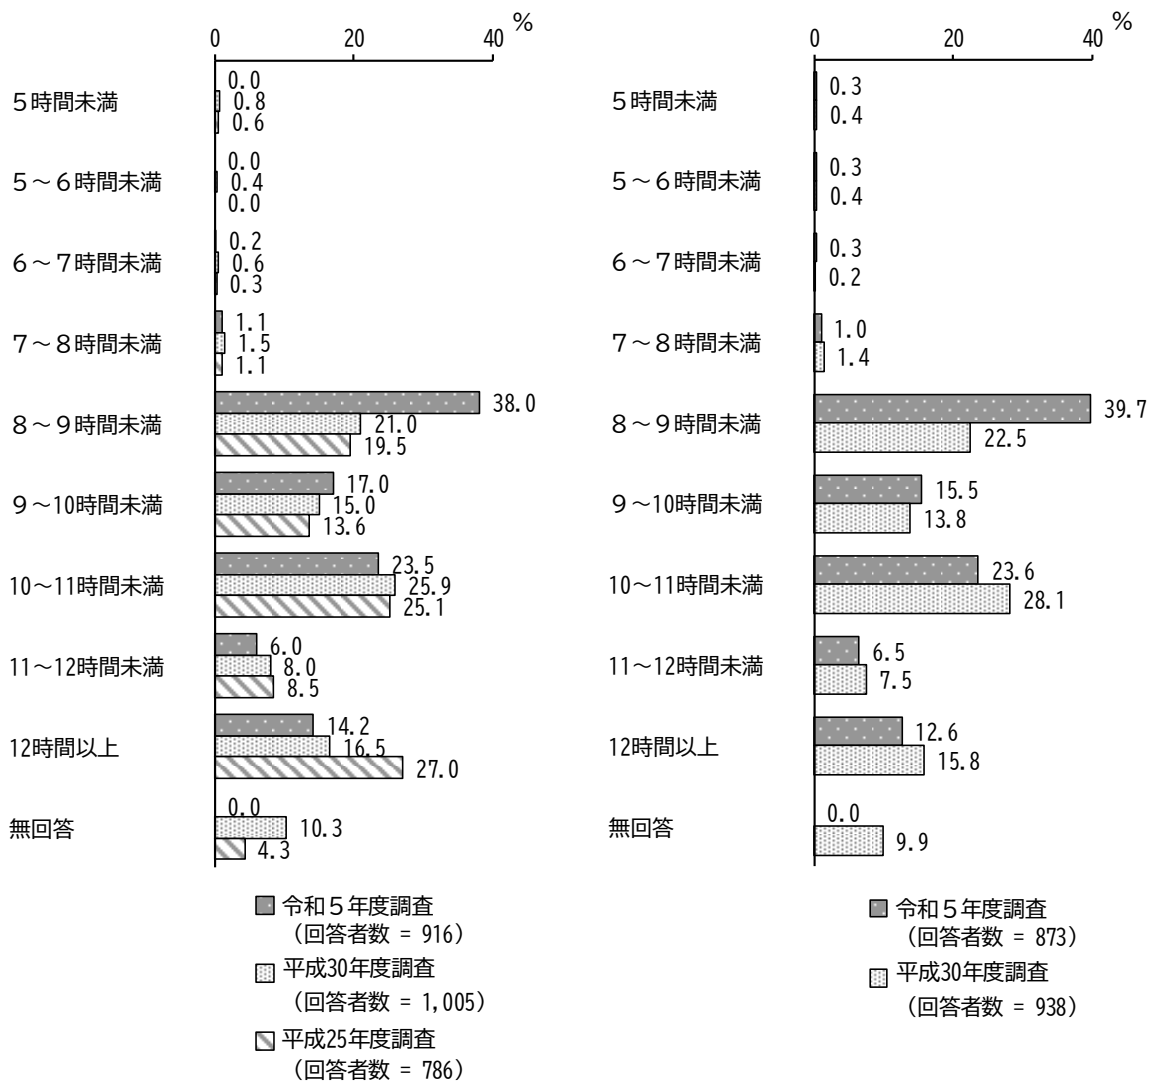 %
0 20 40
5時間未満
0.0
0.8
0.6
5～6時間未満
0.0
0.4
0.0
6～7時間未満
0.2
0.6
0.3
7～8時間未満
1.1
1.5
1.1
8～9時間未満
38.0
21.0
19.5
9～10時間未満
17.0
15.0
13.6
10～11時間未満
23.5
25.9
25.1
11～12時間未満
6.0
8.0
8.5
12時間以上
14.2
16.5
27.0
無回答
0.0
10.3
4.3
令和５年度調査
（回答者数 = 916）
平成30年度調査
（回答者数 = 1,005）
平成25年度調査
（回答者数 = 786）
%
0 20 40
5時間未満
0.3
0.4
5～6時間未満
0.3
0.4
6～7時間未満
0.3
0.2
7～8時間未満
1.0
1.4
8～9時間未満
39.7
22.5
9～10時間未満
15.5
13.8
10～11時間未満
23.6
28.1
11～12時間未満
6.5
7.5
12時間以上
12.6
15.8
無回答
0.0
9.9
令和５年度調査
（回答者数 = 873）
平成30年度調査
（回答者数 = 938）